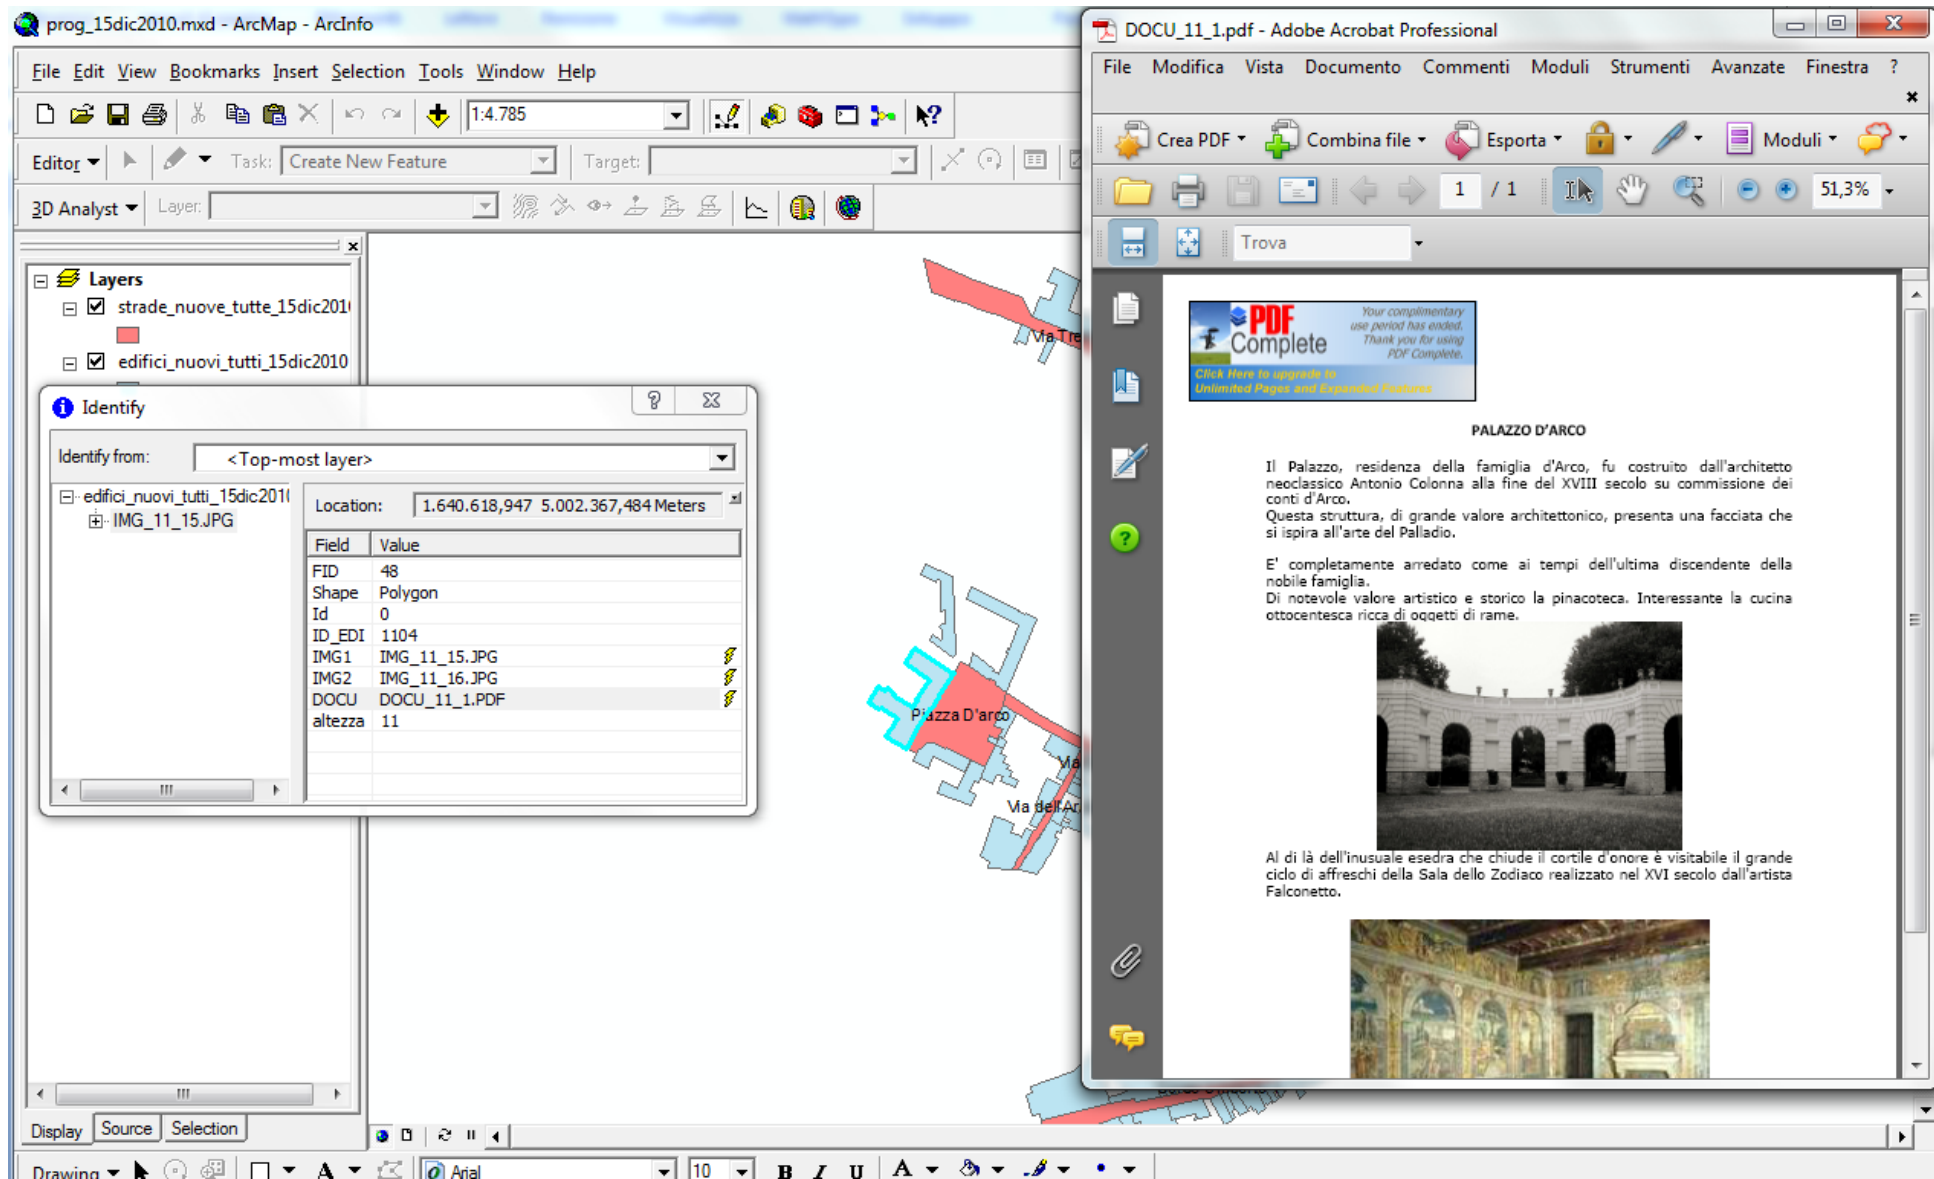 prog_15dic2010.mxd - ArcMap - ArcInfo
File Edit View Bookmarks Insert Selection Tools Window Help
1:4.785
Editor Task: Create New Feature Target:
3D Analyst Layer:
Layers
strade_nuove_tutte_15dic201
edifici_nuovi_tutti_15dic2010
Identify
Identify from: <Top-most layer>
edifici_nuovi_tutti_15dic201
IMG_11_15.JPG
Location: 1.640.618,947 5.002.367,484 Meters
Field Value
FID 48
Shape Polygon
Id 0
ID_EDI 1104
IMG1 IMG_11_15.JPG
IMG2 IMG_11_16.JPG
DOCU DOCU_11_1.PDF
altezza 11
Display Source Selection
Drawing Arial 10 B I U A
Via Tre
Piazza D'arco
Via
Via dell'Ar
DOCU_11_1.pdf - Adobe Acrobat Professional
File Modifica Vista Documento Commenti Moduli Strumenti Avanzate Finestra ?
Crea PDF Combina file Esporta Moduli
1 / 1 51,3%
Trova
PDF Complete
Your complimentary
use period has ended.
Thank you for using
PDF Complete.
Click Here to upgrade to
Unlimited Pages and Expanded Features
PALAZZO D'ARCO
Il Palazzo, residenza della famiglia d'Arco, fu costruito dall'architetto
neoclassico Antonio Colonna alla fine del XVIII secolo su commissione dei
conti d'Arco.
Questa struttura, di grande valore architettonico, presenta una facciata che
si ispira all'arte del Palladio.
E' completamente arredato come ai tempi dell'ultima discendente della
nobile famiglia.
Di notevole valore artistico e storico la pinacoteca. Interessante la cucina
ottocentesca ricca di oggetti di rame.
Al di là dell'inusuale esedra che chiude il cortile d'onore è visitabile il grande
ciclo di affreschi della Sala dello Zodiaco realizzato nel XVI secolo dall'artista
Falconetto.